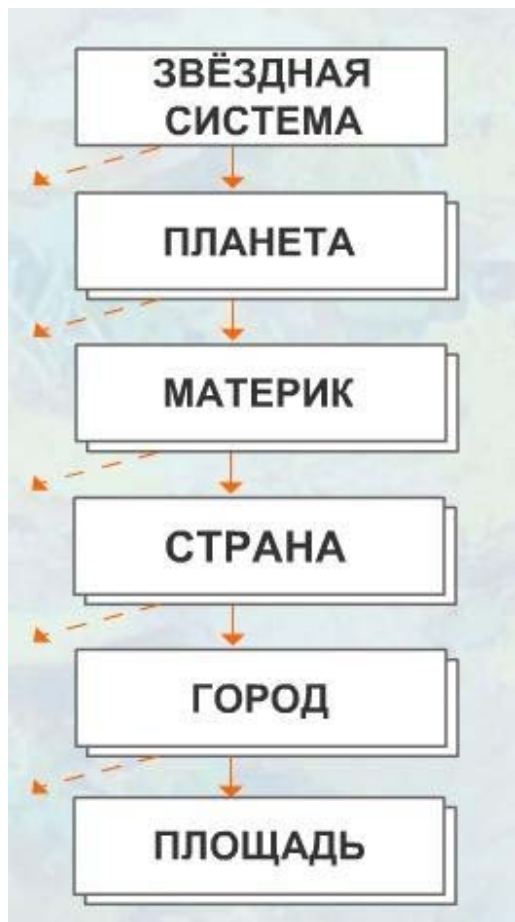 ЗВЁЗДНАЯ
СИСТЕМА
ПЛАНЕТА
МАТЕРИК
СТРАНА
ГОРОД
ПЛОЩАДЬ